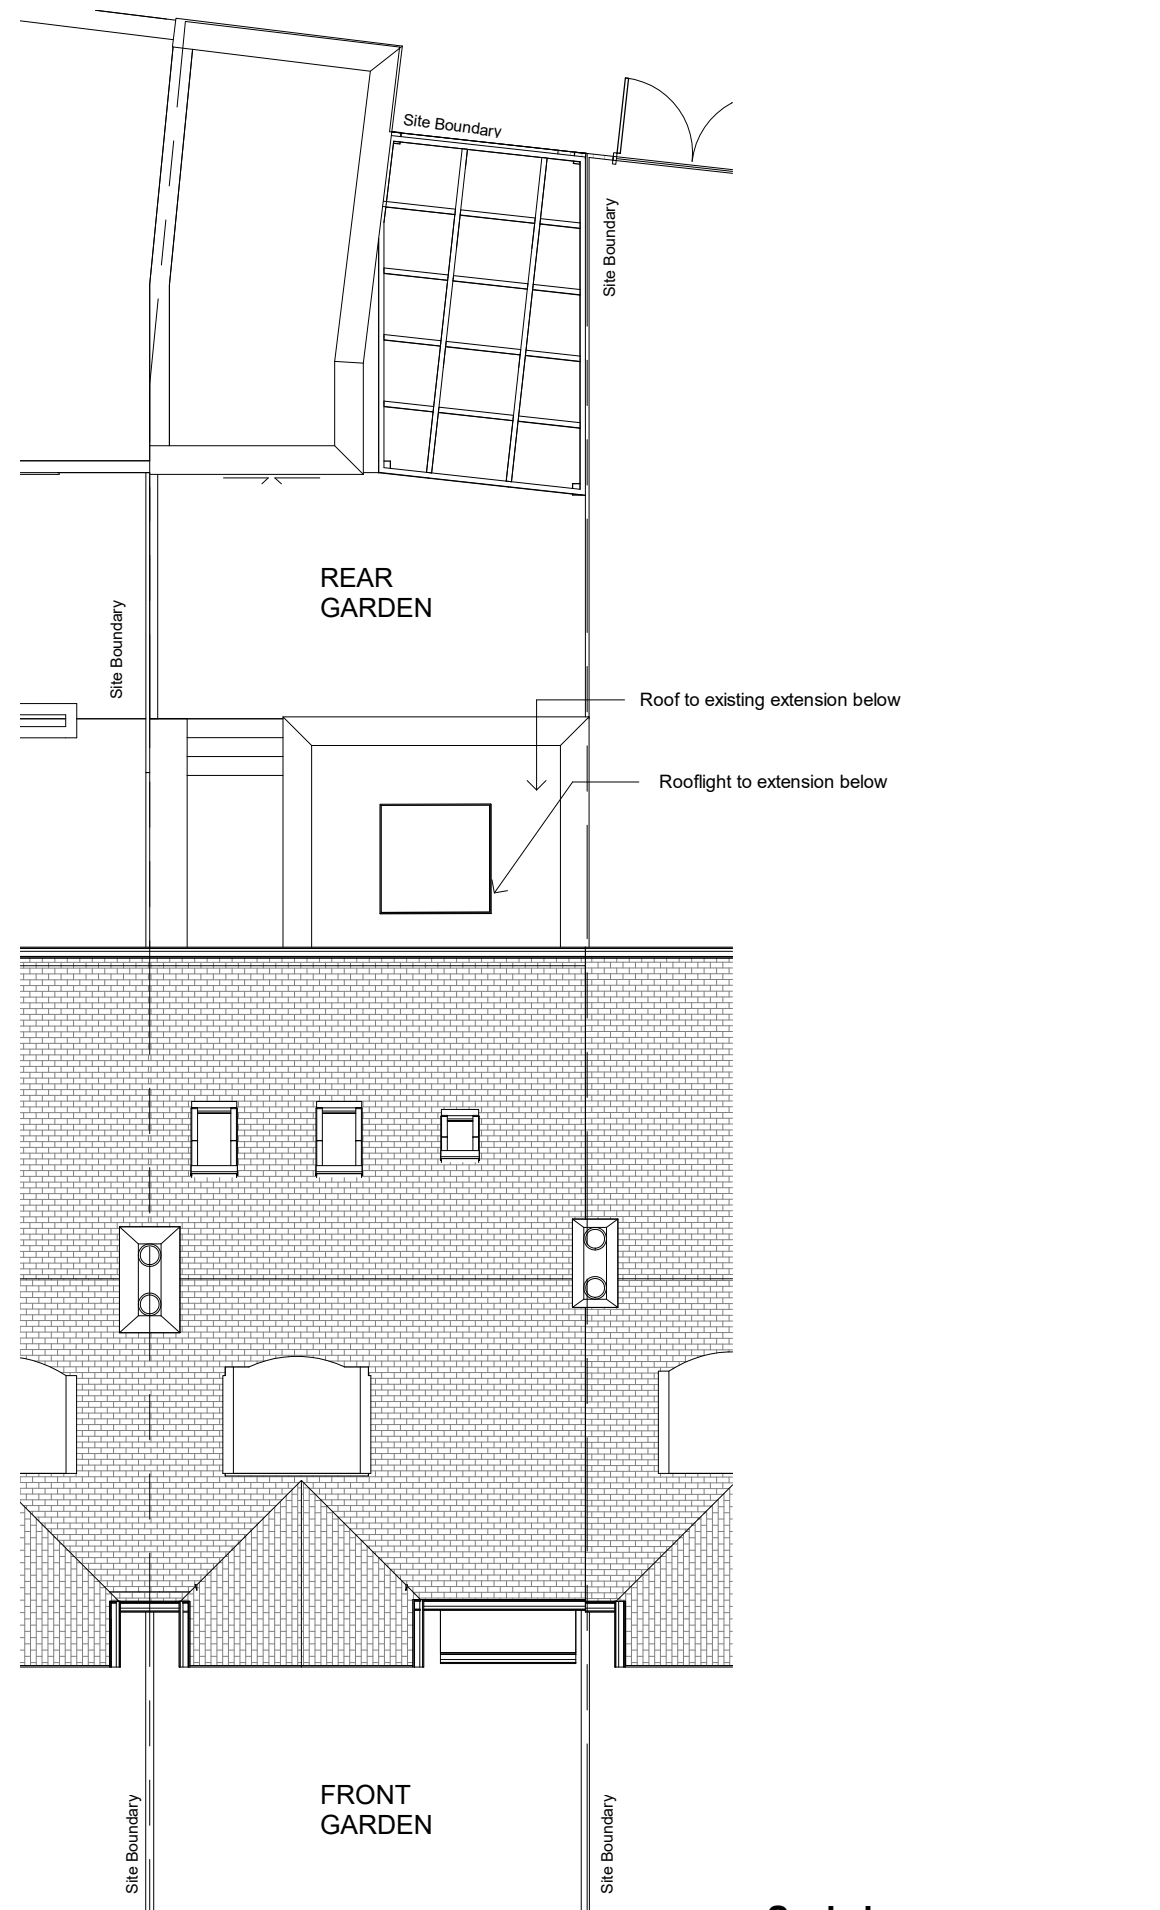 Site Boundary
Site Boundary
REAR
GARDEN
Site Boundary
Roof to existing extension below
Rooflight to extension below
FRONT
GARDEN
Site Boundary
Site Boundary